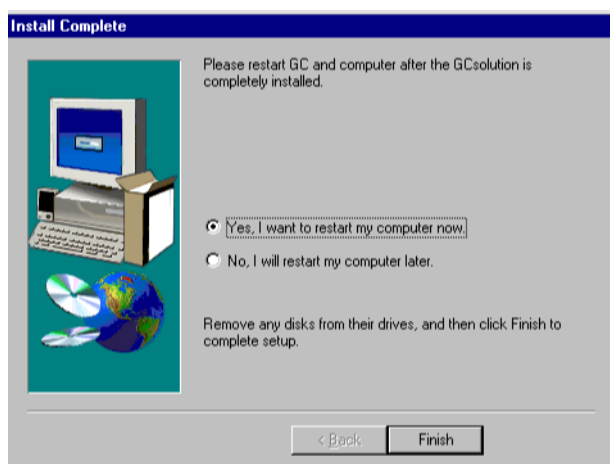 Install Complete
Please restart GC and computer after the GCsolution is
completely installed.
Yes, I want to restart my computer now.
No, I will restart my computer later.
Remove any disks from their drives, and then click Finish to
complete setup.
< Back
Finish